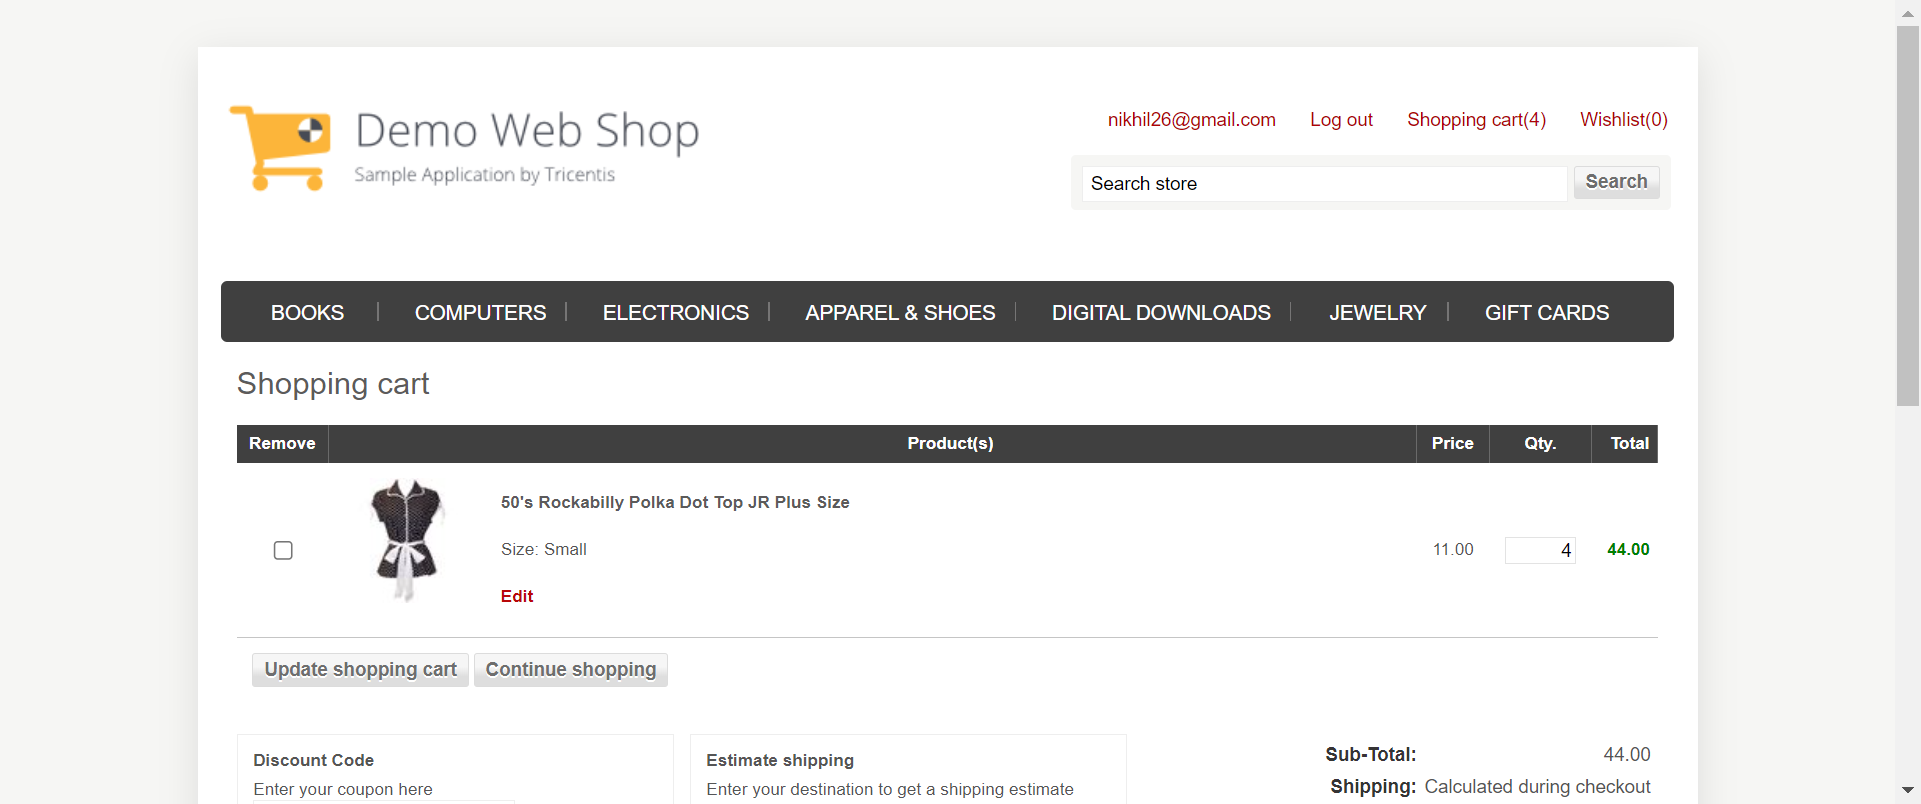 Demo Web Shop
Sample Application by Tricentis
nikhil26@gmail.com Log out Shopping cart(4) Wishlist(0)
Search store Search
BOOKS COMPUTERS ELECTRONICS APPAREL & SHOES DIGITAL DOWNLOADS JEWELRY GIFT CARDS
Shopping cart
Remove Product(s) Price Qty. Total
50's Rockabilly Polka Dot Top JR Plus Size
Size: Small 11.00 4 44.00
Edit
Update shopping cart Continue shopping
Discount Code
Enter your coupon here
Estimate shipping
Enter your destination to get a shipping estimate
Sub-Total: 44.00
Shipping: Calculated during checkout